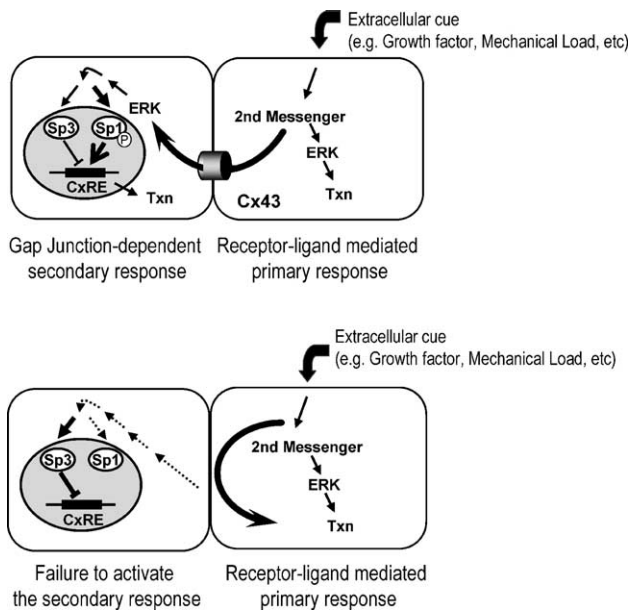 Extracellular cue
(e.g. Growth factor, Mechanical Load, etc)
ERK
Sp3
Sp1
P
CxRE
Txn
2nd Messenger
ERK
Txn
Cx43
Gap Junction-dependent
secondary response
Receptor-ligand mediated
primary response
Extracellular cue
(e.g. Growth factor, Mechanical Load, etc)
Sp3
Sp1
CxRE
2nd Messenger
ERK
Txn
Failure to activate
the secondary response
Receptor-ligand mediated
primary response